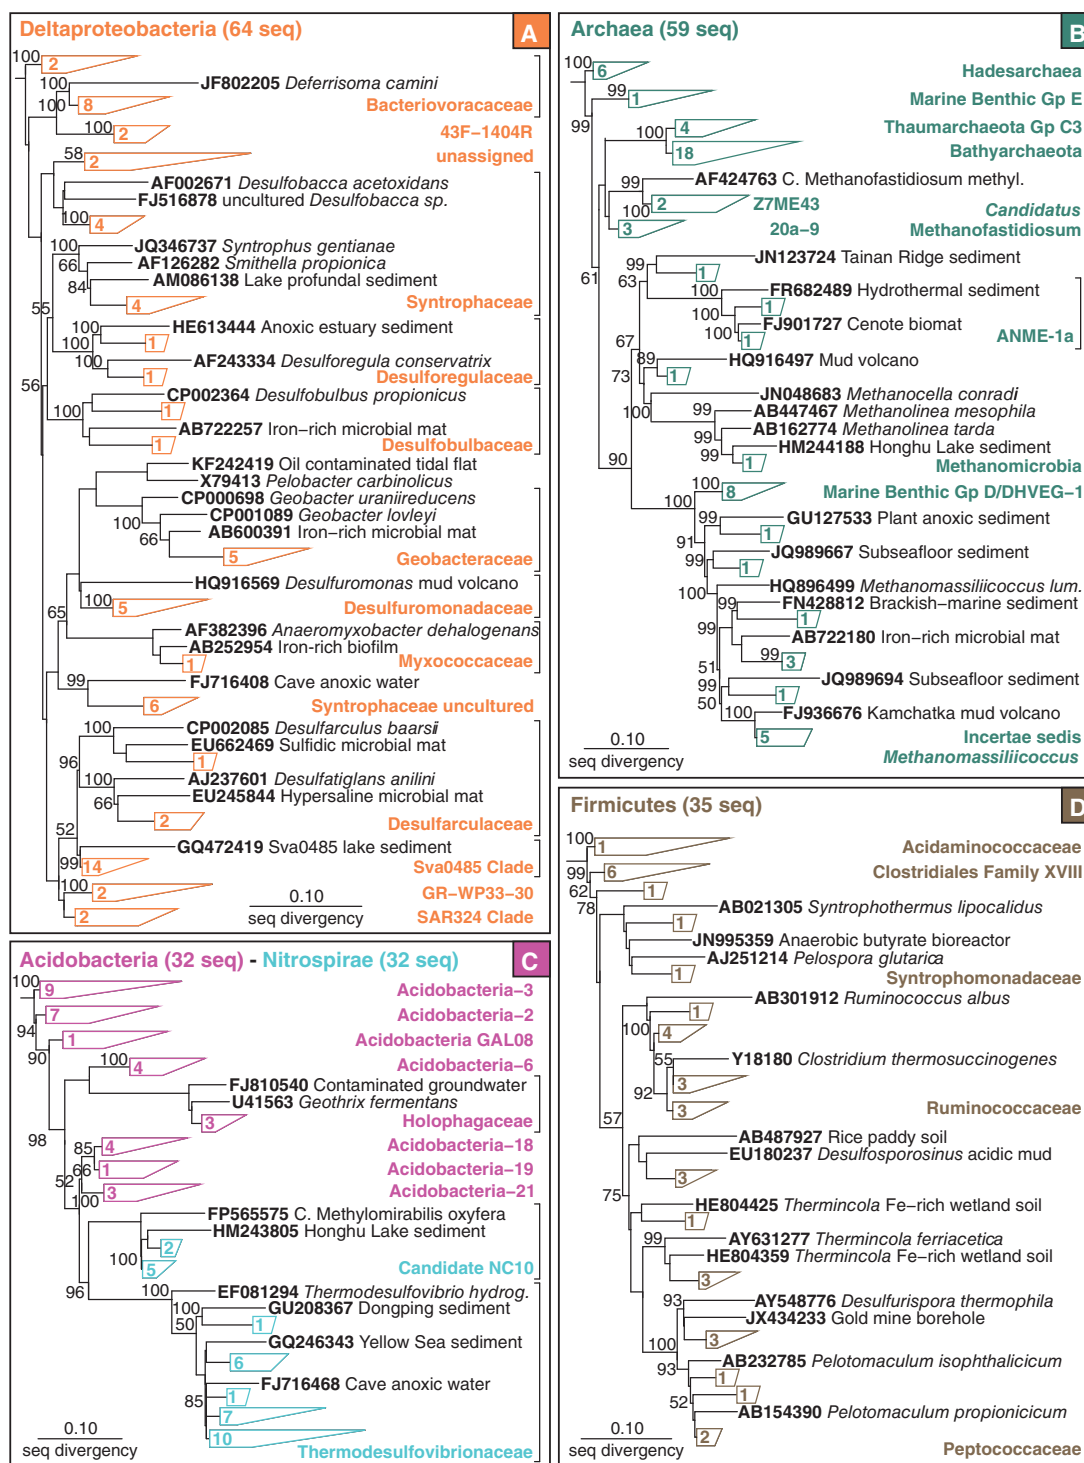 Deltaproteobacteria (64 seq)
A
100
2
100
JF802205 Deferrisoma camini
100
8
Bacteriovoracaceae
100
2
43F-1404R
58
2
unassigned
AF002671 Desulfobacca acetoxidans
FJ516878 uncultured Desulfobacca sp.
100
4
100
JQ346737 Syntrophus gentianae
66
AF126282 Smithella propionica
84
AM086138 Lake profundal sediment
4
Syntrophaceae
55
100
HE613444 Anoxic estuary sediment
1
100
AF243334 Desulforegula conservatrix
1
Desulforegulaceae
56
CP002364 Desulfobulbus propionicus
100
1
AB722257 Iron-rich microbial mat
1
Desulfobulbaceae
KF242419 Oil contaminated tidal flat
X79413 Pelobacter carbinolicus
CP000698 Geobacter uraniireducens
100
CP001089 Geobacter lovleyi
66
AB600391 Iron-rich microbial mat
5
Geobacteraceae
HQ916569 Desulfuromonas mud volcano
100
5
Desulfuromonadaceae
65
AF382396 Anaeromyxobacter dehalogenans
AB252954 Iron-rich biofilm
1
Myxococcaceae
99
FJ716408 Cave anoxic water
6
Syntrophaceae uncultured
100
CP002085 Desulfarculus baarsii
EU662469 Sulfidic microbial mat
96
1
100
AJ237601 Desulfatiglans anilini
66
EU245844 Hypersaline microbial mat
2
Desulfarculaceae
52
GQ472419 Sva0485 lake sediment
99
14
Sva0485 Clade
100
2
GR-WP33-30
2
SAR324 Clade
0.10
seq divergency
Archaea (59 seq)
B
100
6
Hadesarchaea
99
1
Marine Benthic Gp E
99
100
4
Thaumarchaeota Gp C3
18
Bathyarchaeota
99
AF424763 C. Methanofastidiosum methyl.
100
2
Z7ME43
Candidatus
3
20a-9
Methanofastidiosum
61
99
JN123724 Tainan Ridge sediment
63
1
100
FR682489 Hydrothermal sediment
100
1
100
FJ901727 Cenote biomat
1
ANME-1a
67
89
HQ916497 Mud volcano
73
1
JN048683 Methanocella conradi
100
99
AB447467 Methanolinea mesophila
99
AB162774 Methanolinea tarda
99
HM244188 Honghu Lake sediment
1
Methanomicrobia
90
100
8
Marine Benthic Gp D/DHVEG-1
100
99
GU127533 Plant anoxic sediment
91
1
99
JQ989667 Subseafloor sediment
1
100
HQ896499 Methanomassiliicoccus lum.
99
FN428812 Brackish-marine sediment
1
99
AB722180 Iron-rich microbial mat
99
3
51
99
JQ989694 Subseafloor sediment
50
1
100
FJ936676 Kamchatka mud volcano
5
Incertae sedis
Methanomassiliicoccus
0.10
seq divergency
Acidobacteria (32 seq) - Nitrospirae (32 seq)
C
100
9
Acidobacteria-3
94
7
Acidobacteria-2
90
1
Acidobacteria GAL08
100
4
Acidobacteria-6
FJ810540 Contaminated groundwater
U41563 Geothrix fermentans
3
Holophagaceae
98
85
4
Acidobacteria-18
66
1
Acidobacteria-19
52
100
3
Acidobacteria-21
FP565575 C. Methylomirabilis oxyfera
HM243805 Honghu Lake sediment
100
2
5
Candidate NC10
96
100
EF081294 Thermodesulfovibrio hydrog.
100
GU208367 Dongping sediment
50
1
GQ246343 Yellow Sea sediment
6
FJ716468 Cave anoxic water
85
1
7
10
Thermodesulfovibrionaceae
0.10
seq divergency
Firmicutes (35 seq)
D
100
1
Acidaminococcaceae
99
6
Clostridiales Family XVIII
62
1
78
AB021305 Syntrophothermus lipocalidus
1
JN995359 Anaerobic butyrate bioreactor
AJ251214 Pelospora glutarica
1
Syntrophomonadaceae
AB301912 Ruminococcus albus
1
100
4
55
Y18180 Clostridium thermosuccinogenes
3
92
3
Ruminococcaceae
57
AB487927 Rice paddy soil
EU180237 Desulfosporosinus acidic mud
3
75
HE804425 Thermincola Fe-rich wetland soil
1
99
AY631277 Thermincola ferriacetica
HE804359 Thermincola Fe-rich wetland soil
3
93
AY548776 Desulfurispora thermophila
JX434233 Gold mine borehole
100
3
93
AB232785 Pelotomaculum isophthalicicum
1
52
1
AB154390 Pelotomaculum propionicicum
2
Peptococcaceae
0.10
seq divergency